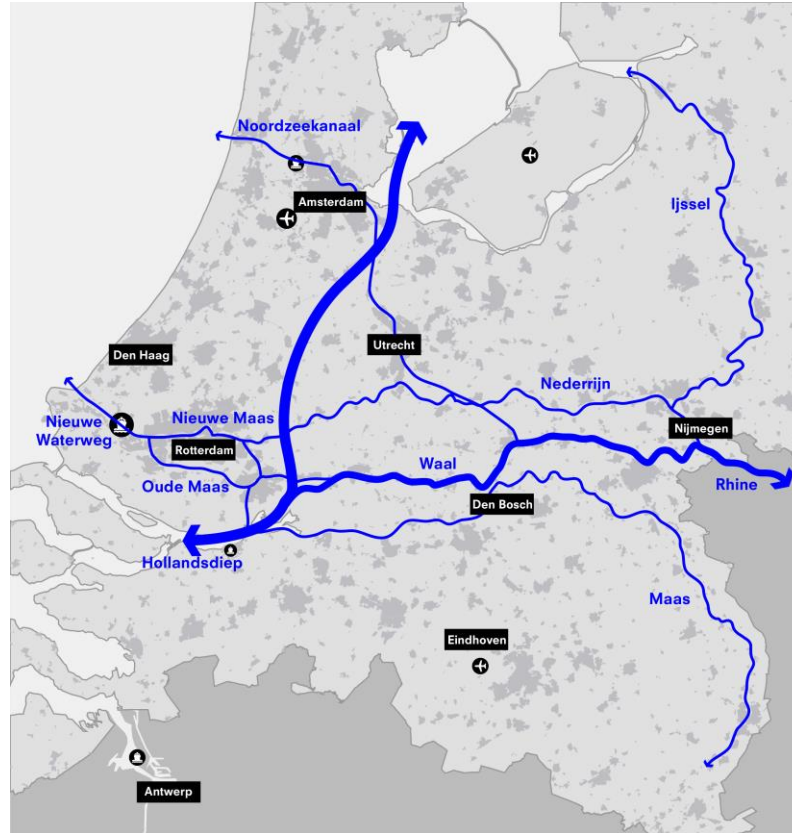 Noordzeekanaal
Amsterdam
Ijssel
Utrecht
Den Haag
Nederrijn
Nieuwe Maas
Nieuwe
Waterweg
Nijmegen
Rotterdam
Waal
Rhine
Oude Maas
Den Bosch
Hollandsdiep
Maas
Eindhoven
Antwerp